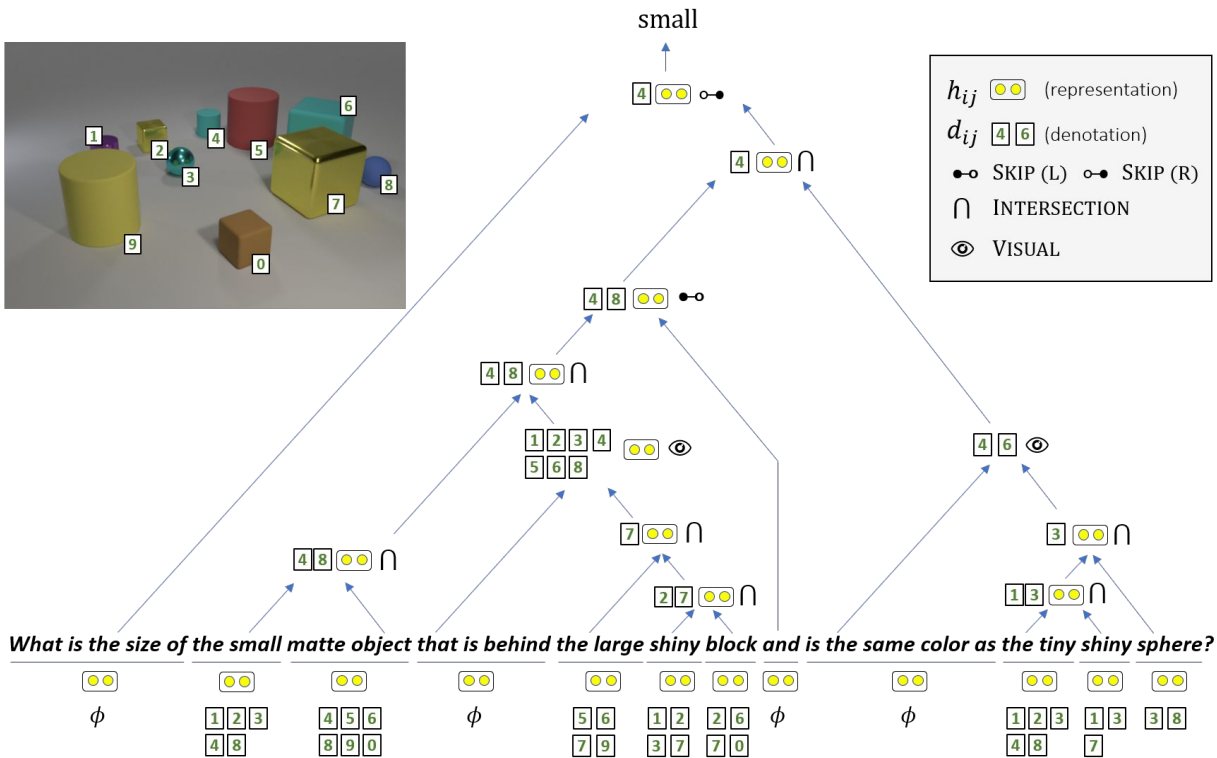 small
1
2
3
4
5
6
7
8
9
0
4
h_{ij} (representation)
d_{ij} 4 6 (denotation)
SKIP (L) SKIP (R)
∩ INTERSECTION
VISUAL
4 ∩
4 8
4 8 ∩
1 2 3 4
5 6 8
4 6
7 ∩
3 ∩
4 8 ∩
2 7 ∩
1 3 ∩
What is the size of the small matte object that is behind the large shiny block and is the same color as the tiny shiny sphere?
ϕ 1 2 3 4 5 6 ϕ 5 6 1 2 2 6 ϕ ϕ 1 2 3 1 3 3 8
4 8 8 9 0 7 9 3 7 7 0 4 8 7